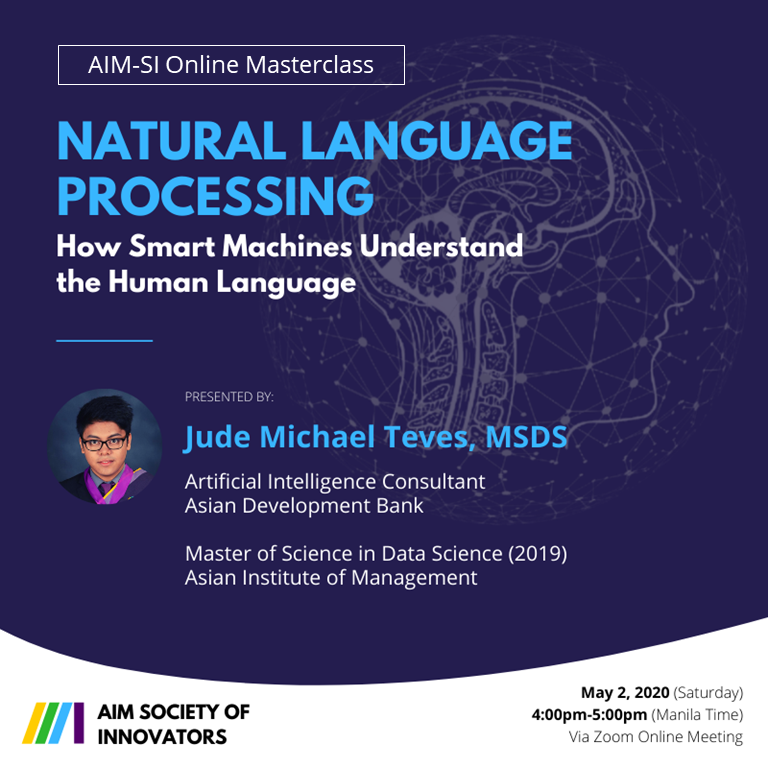 AIM-SI Online Masterclass
NATURAL LANGUAGE
PROCESSING
How Smart Machines Understand
the Human Language
PRESENTED BY:
Jude Michael Teves, MSDS
Artificial Intelligence Consultant
Asian Development Bank
Master of Science in Data Science (2019)
Asian Institute of Management
AIM SOCIETY OF
INNOVATORS
May 2, 2020 (Saturday)
4:00pm-5:00pm (Manila Time)
Via Zoom Online Meeting